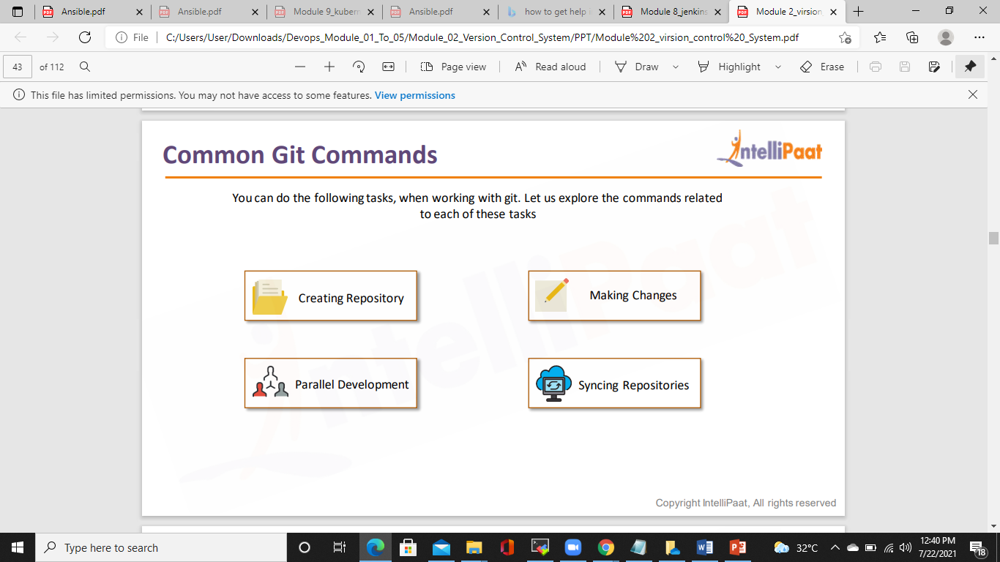 Ansible.pdf
Ansible.pdf
Module 9_kubern
Ansible.pdf
how to get help i
Module 8_jenkins
Module 2_virsion
File
C:/Users/User/Downloads/Devops_Module_01_To_05/Module_02_Version_Control_System/PPT/Module%202_virsion_control%20_System.pdf
43
of 112
Page view
Read aloud
Draw
Highlight
Erase
This file has limited permissions. You may not have access to some features. View permissions
Common Git Commands
IntelliPaat
You can do the following tasks, when working with git. Let us explore the commands related
to each of these tasks
Creating Repository
Making Changes
Parallel Development
Syncing Repositories
IntelliPaat
Copyright IntelliPaat, All rights reserved
Type here to search
32°C
12:40 PM
7/22/2021
18